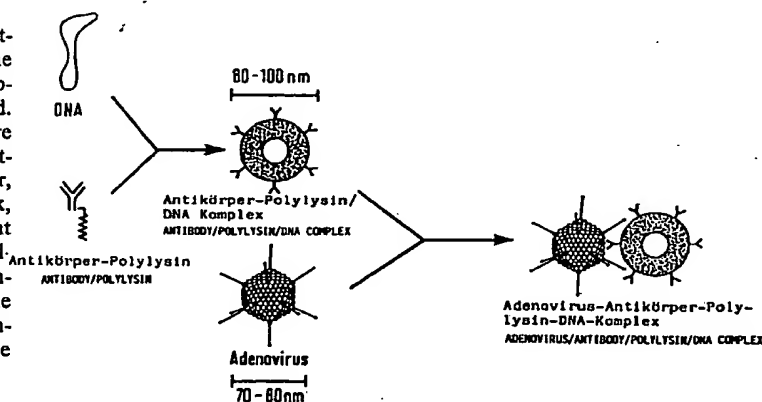 DNA
80-100 nm
Antikörper-Polylysin/
DNA Komplex
ANTIBODY/POLYLYSIN/DNA COMPLEX
Antikörper-Polylysin
ANTIBODY/POLYLYSIN
Adenovirus
70-80nm
Adenovirus-Antikörper-Poly-
lysin-DNA-Komplex
ADENOVIRUS/ANTIBODY/POLYLYSIN/DNA COMPLEX